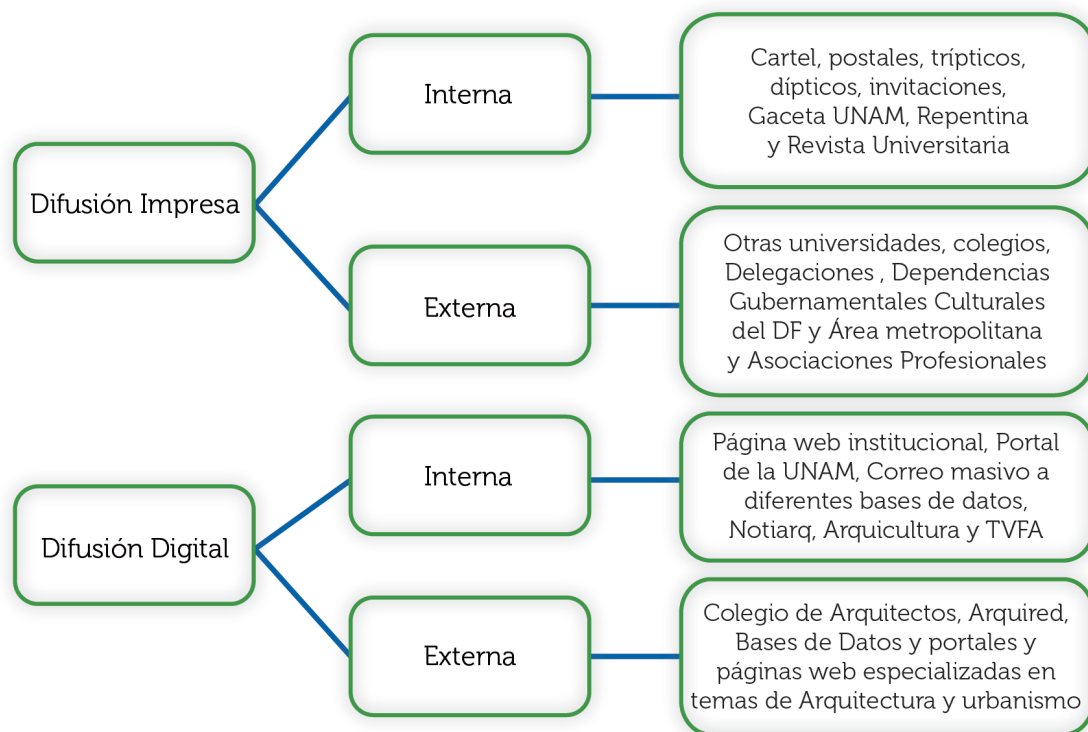 Difusión Impresa
Interna
Cartel, postales, trípticos,
dípticos, invitaciones,
Gaceta UNAM, Repentina
y Revista Universitaria
Externa
Otras universidades, colegios,
Delegaciones , Dependencias
Gubernamentales Culturales
del DF y Área metropolitana
y Asociaciones Profesionales
Difusión Digital
Interna
Página web institucional, Portal
de la UNAM, Correo masivo a
diferentes bases de datos,
Notiarq, Arquicultura y TVFA
Externa
Colegio de Arquitectos, Arquired,
Bases de Datos y portales y
páginas web especializadas en
temas de Arquitectura y urbanismo